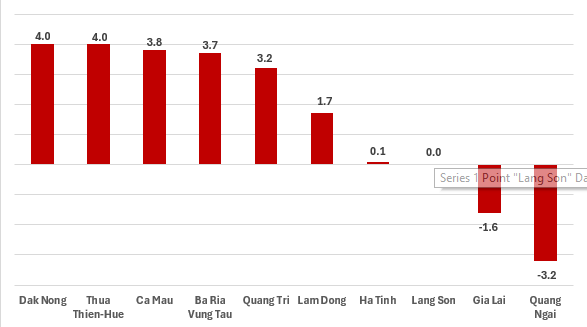 4.0
4.0
3.8
3.7
3.2
1.7
0.1
0.0
Series 1 Point "Lang Son" Da
-1.6
-3.2
Dak Nong
Thua
Thien-Hue
Ca Mau
Ba Ria
Vung Tau
Quang Tri
Lam Dong
Ha Tinh
Lang Son
Gia Lai
Quang
Ngai